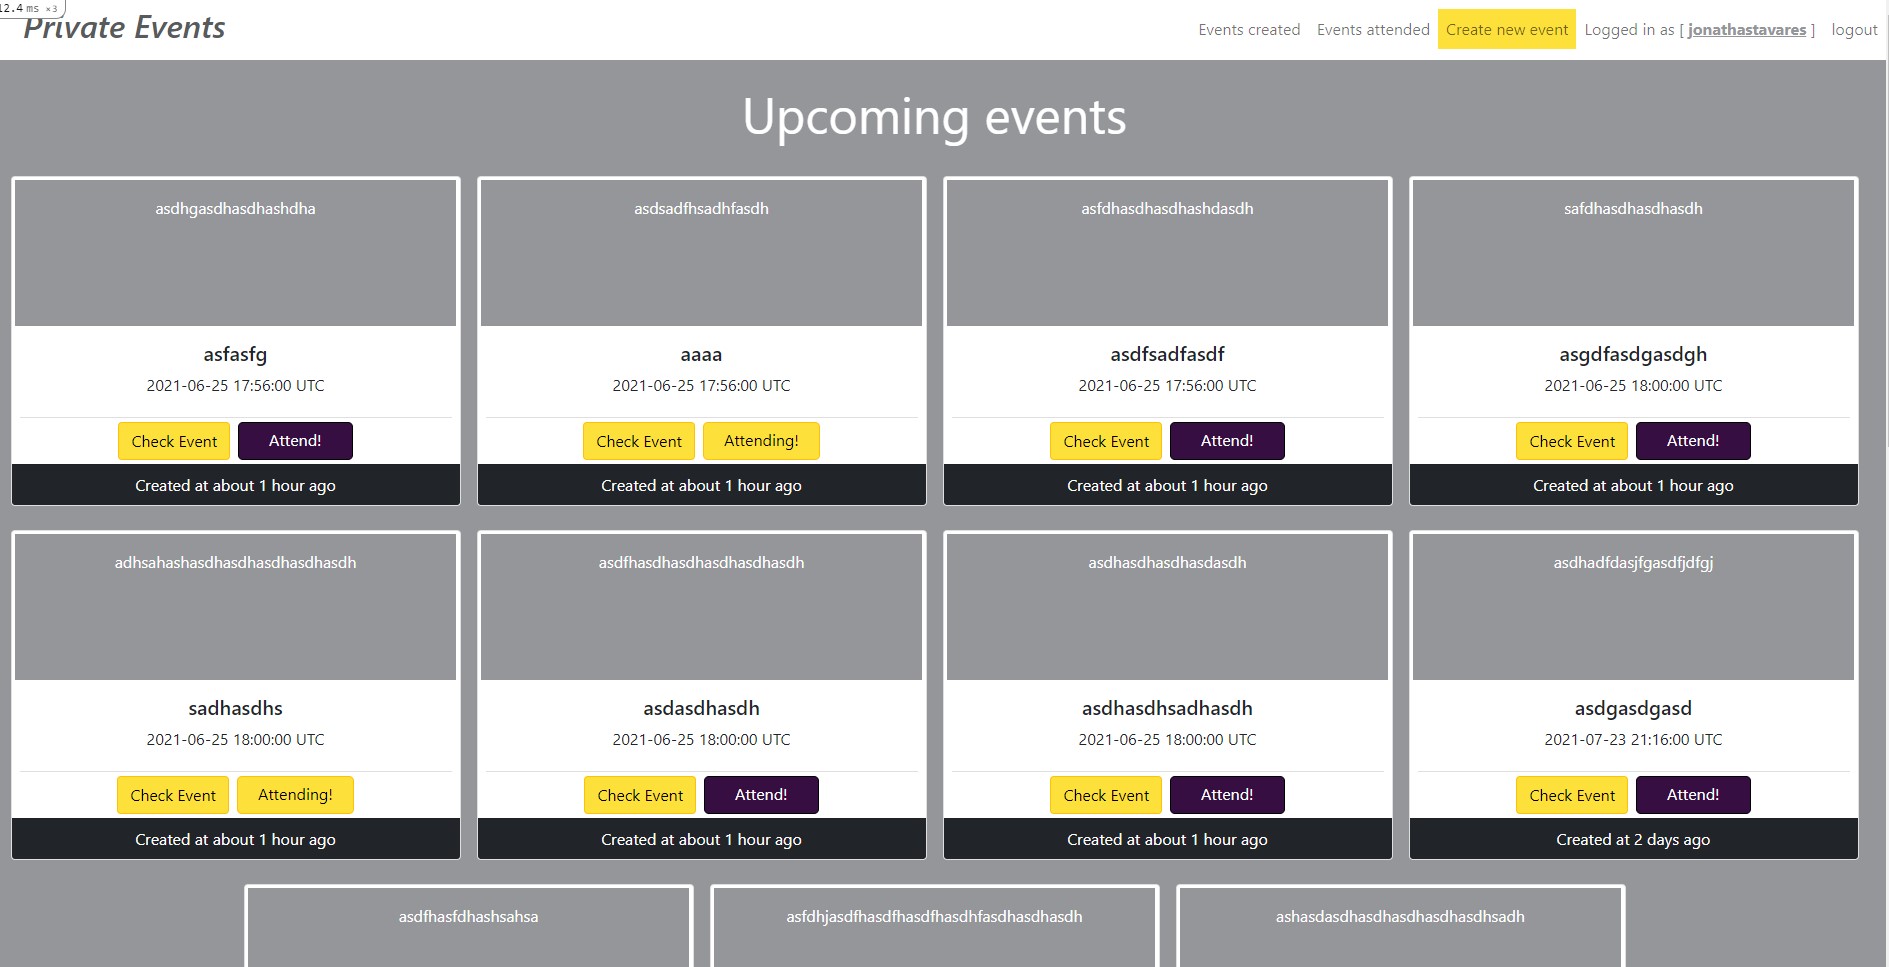 12.4 ms ×3
Private Events
Events created Events attended Create new event Logged in as [ jonathastavares ] logout
Upcoming events
asdhgasdhasdhashdha
asfasfg
2021-06-25 17:56:00 UTC
Check Event Attend!
Created at about 1 hour ago
asdsadfhsadhfasdh
aaaa
2021-06-25 17:56:00 UTC
Check Event Attending!
Created at about 1 hour ago
asfdhasdhasdhashdasdh
asdfsadfasdf
2021-06-25 17:56:00 UTC
Check Event Attend!
Created at about 1 hour ago
safdhasdhasdhasdh
asgdfasdgasdgh
2021-06-25 18:00:00 UTC
Check Event Attend!
Created at about 1 hour ago
adhsahashasdhasdhasdhasdhasdh
sadhasdhs
2021-06-25 18:00:00 UTC
Check Event Attending!
Created at about 1 hour ago
asdfhasdhasdhasdhasdhasdh
asdasdhasdh
2021-06-25 18:00:00 UTC
Check Event Attend!
Created at about 1 hour ago
asdhasdhasdhasdasdh
asdhasdhsadhasdh
2021-06-25 18:00:00 UTC
Check Event Attend!
Created at about 1 hour ago
asdhadfdasjfgasdfjdfgj
asdgasdgasd
2021-07-23 21:16:00 UTC
Check Event Attend!
Created at 2 days ago
asdfhasfdhashsahsa
asfdhjasdfhasdfhasdfhasdhfasdhasdhasdh
ashasdasdhasdhasdhasdhasdhsadh